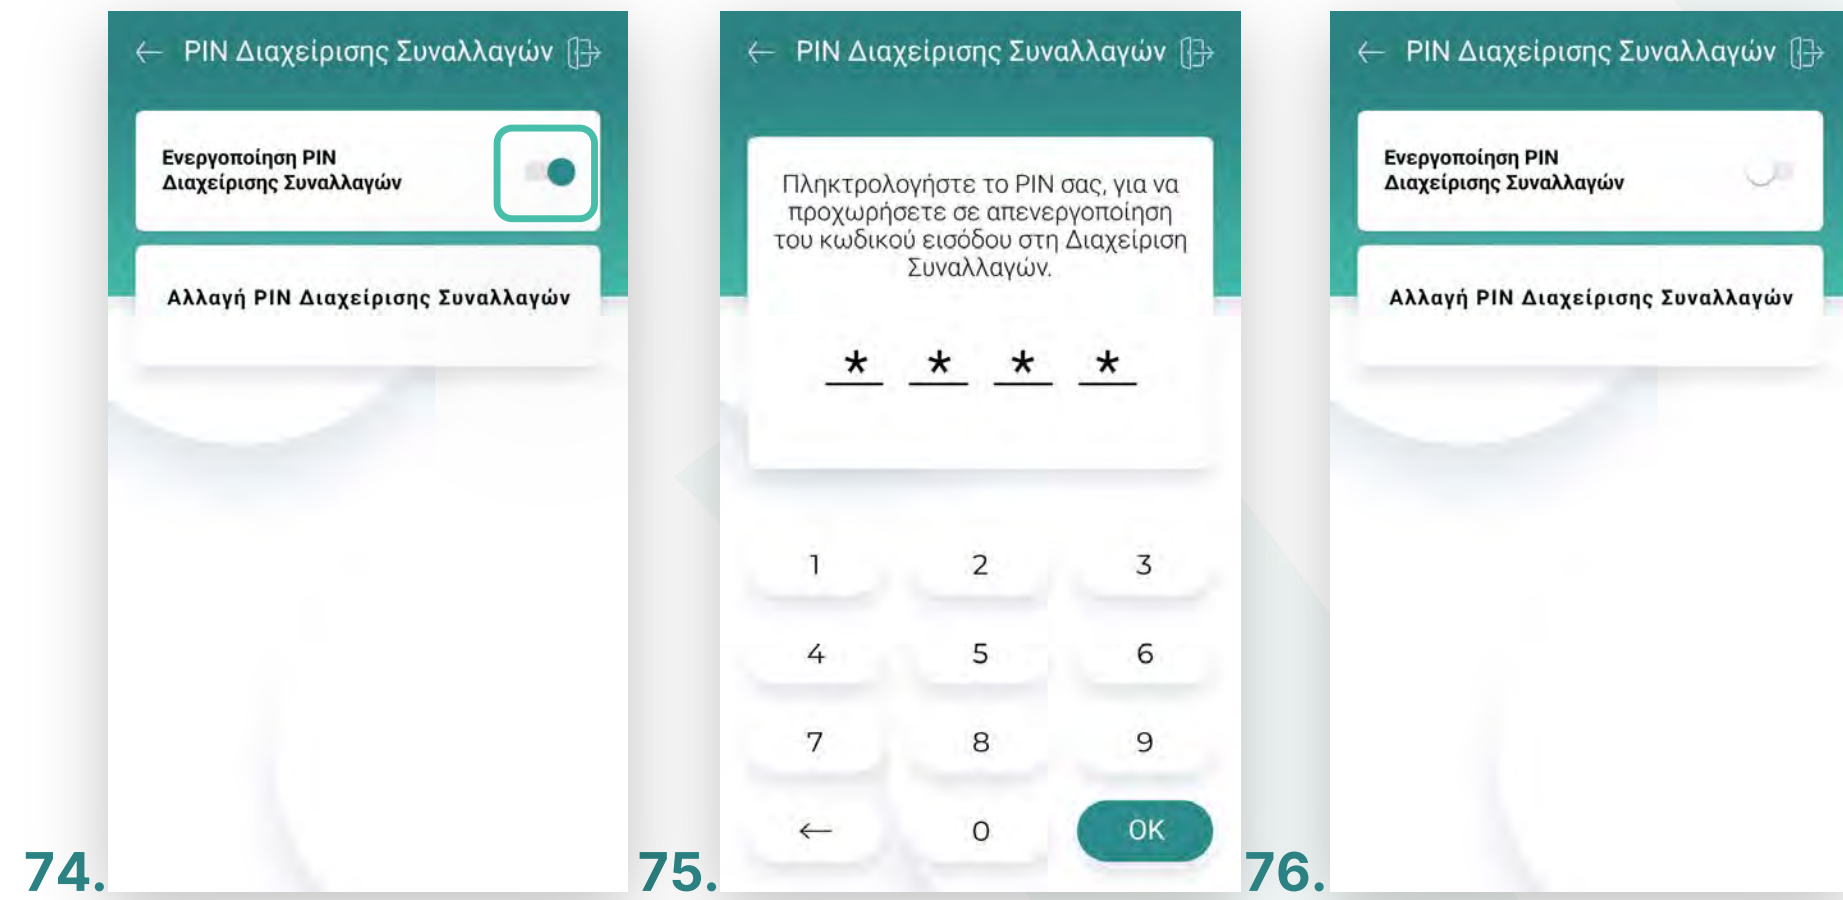 PIN Διαχείρισης Συναλλαγών
Ενεργοποίηση PIN
Διαχείρισης Συναλλαγών
Αλλαγή PIN Διαχείρισης Συναλλαγών
74.
PIN Διαχείρισης Συναλλαγών
Πληκτρολογήστε το PIN σας, για να
προχωρήσετε σε απενεργοποίηση
του κωδικού εισόδου στη Διαχείριση
Συναλλαγών.
* * * *
1 2 3
4 5 6
7 8 9
← 0 OK
75.
PIN Διαχείρισης Συναλλαγών
Ενεργοποίηση PIN
Διαχείρισης Συναλλαγών
Αλλαγή PIN Διαχείρισης Συναλλαγών
76.